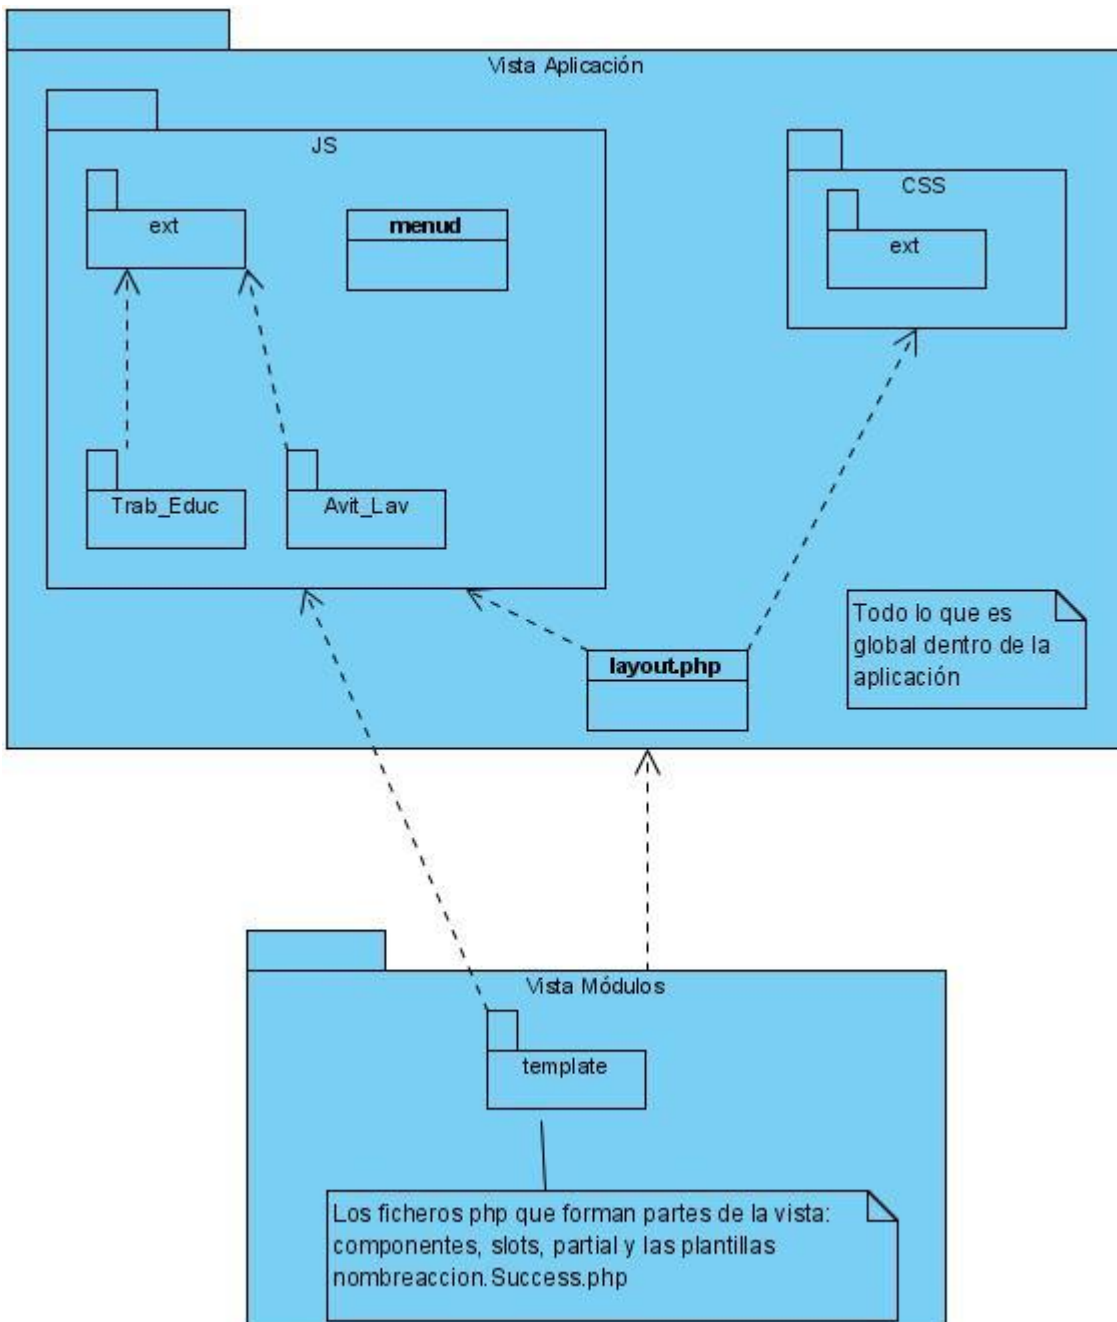 Vista Aplicación
JS
ext
menud
CSS
ext
Trab_Educ
Avit_Lav
Todo lo que es
global dentro de la
aplicación
layout.php
Vista Módulos
template
Los ficheros php que forman partes de la vista:
componentes, slots, partial y las plantillas
nombreaccion.Success.php